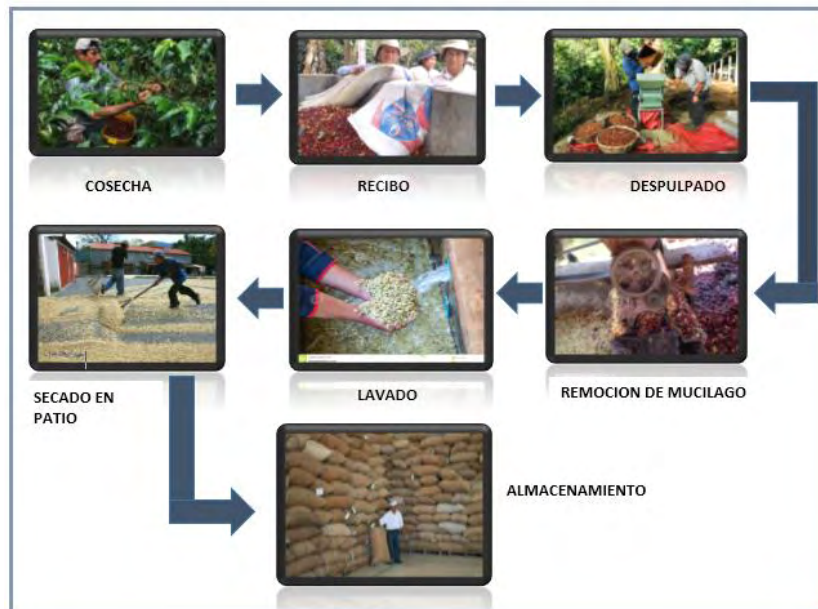 COSECHA
RECIBO
DESPULPADO
REMOCION DE MUCILAGO
LAVADO
SECADO EN
PATIO
ALMACENAMIENTO